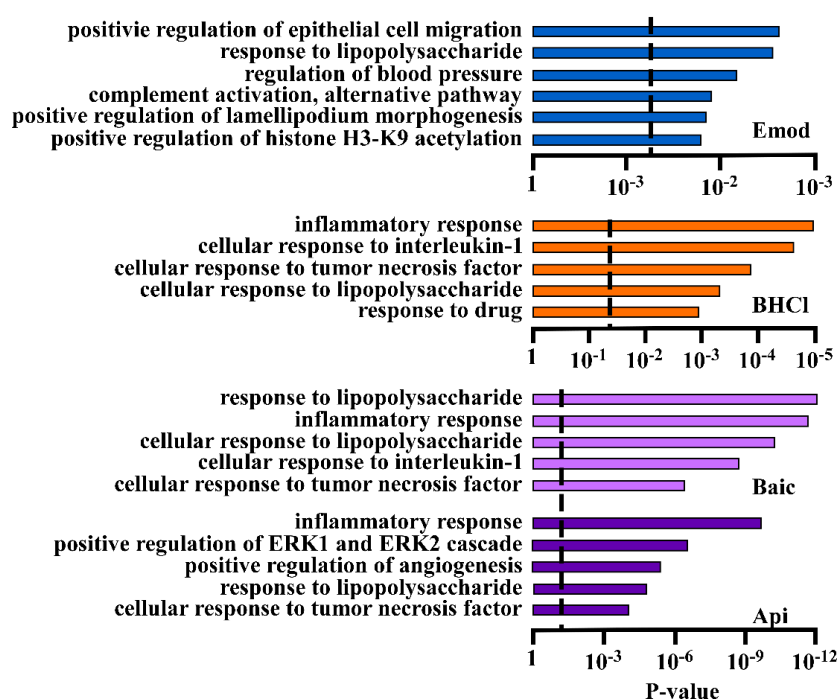 positivie regulation of epithelial cell migration
response to lipopolysaccharide
regulation of blood pressure
complement activation, alternative pathway
positive regulation of lamellipodium morphogenesis
positive regulation of histone H3-K9 acetylation
Emod
1 10-3 10-2 10-3
inflammatory response
cellular response to interleukin-1
cellular response to tumor necrosis factor
cellular response to lipopolysaccharide
response to drug
BHCl
1 10-1 10-2 10-3 10-4 10-5
response to lipopolysaccharide
inflammatory response
cellular response to lipopolysaccharide
cellular response to interleukin-1
cellular response to tumor necrosis factor
Baic
inflammatory response
positive regulation of ERK1 and ERK2 cascade
positive regulation of angiogenesis
response to lipopolysaccharide
cellular response to tumor necrosis factor
Api
1 10-3 10-6 10-9 10-12
P-value